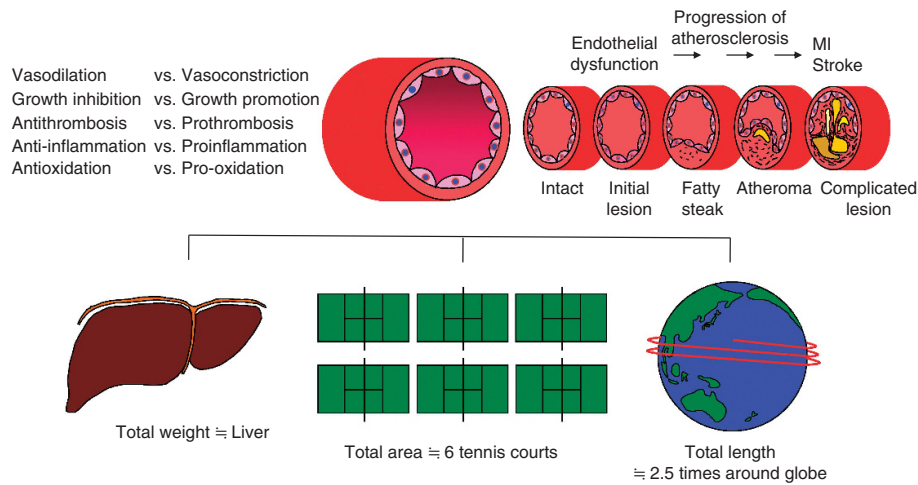 Vasodilation vs. Vasoconstriction
Growth inhibition vs. Growth promotion
Antithrombosis vs. Prothrombosis
Anti-inflammation vs. Proinflammation
Antioxidation vs. Pro-oxidation
Endothelial
dysfunction
Progression of
atherosclerosis
MI
Stroke
Intact
Initial
lesion
Fatty
steak
Atheroma
Complicated
lesion
Total weight ≒ Liver
Total area ≒ 6 tennis courts
Total length
≒ 2.5 times around globe